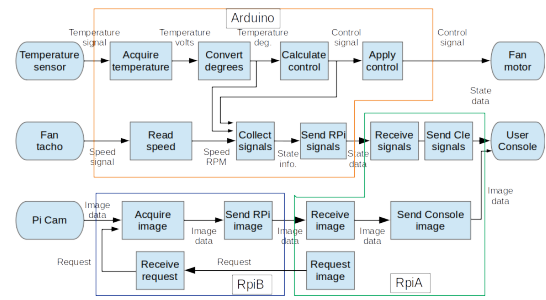 Arduino
Temperature
signal
Temperature
volts
Temperature
deg.
Control
signal
Control
signal
Temperature
sensor
Acquire
temperature
Convert
degrees
Calculate
control
Apply
control
Fan
motor
State
data
Fan
tacho
Read
speed
Collect
signals
Send RPi
signals
Receive
signals
Send Cle
signals
User
Console
Speed
signal
Speed
RPM
State
info.
State
data
Image
data
Pi Cam
Image
data
Acquire
image
Image
data
Send RPi
image
Image
data
Receive
image
Image
data
Send Console
image
Request
Receive
request
Request
Request
image
RpiB
RpiA